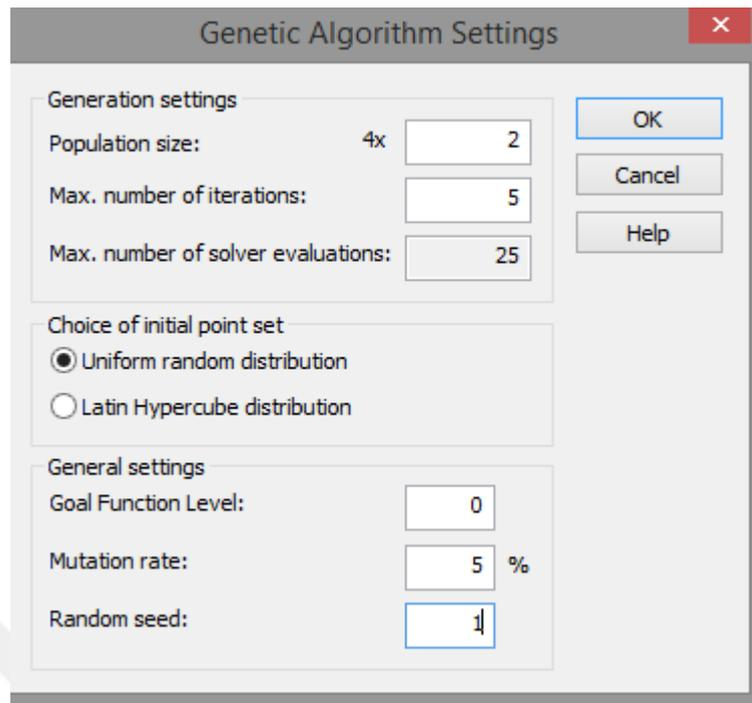 Genetic Algorithm Settings
Generation settings
Population size: 4x 2
Max. number of iterations: 5
Max. number of solver evaluations: 25
OK
Cancel
Help
Choice of initial point set
Uniform random distribution
Latin Hypercube distribution
General settings
Goal Function Level: 0
Mutation rate: 5 %
Random seed: 1